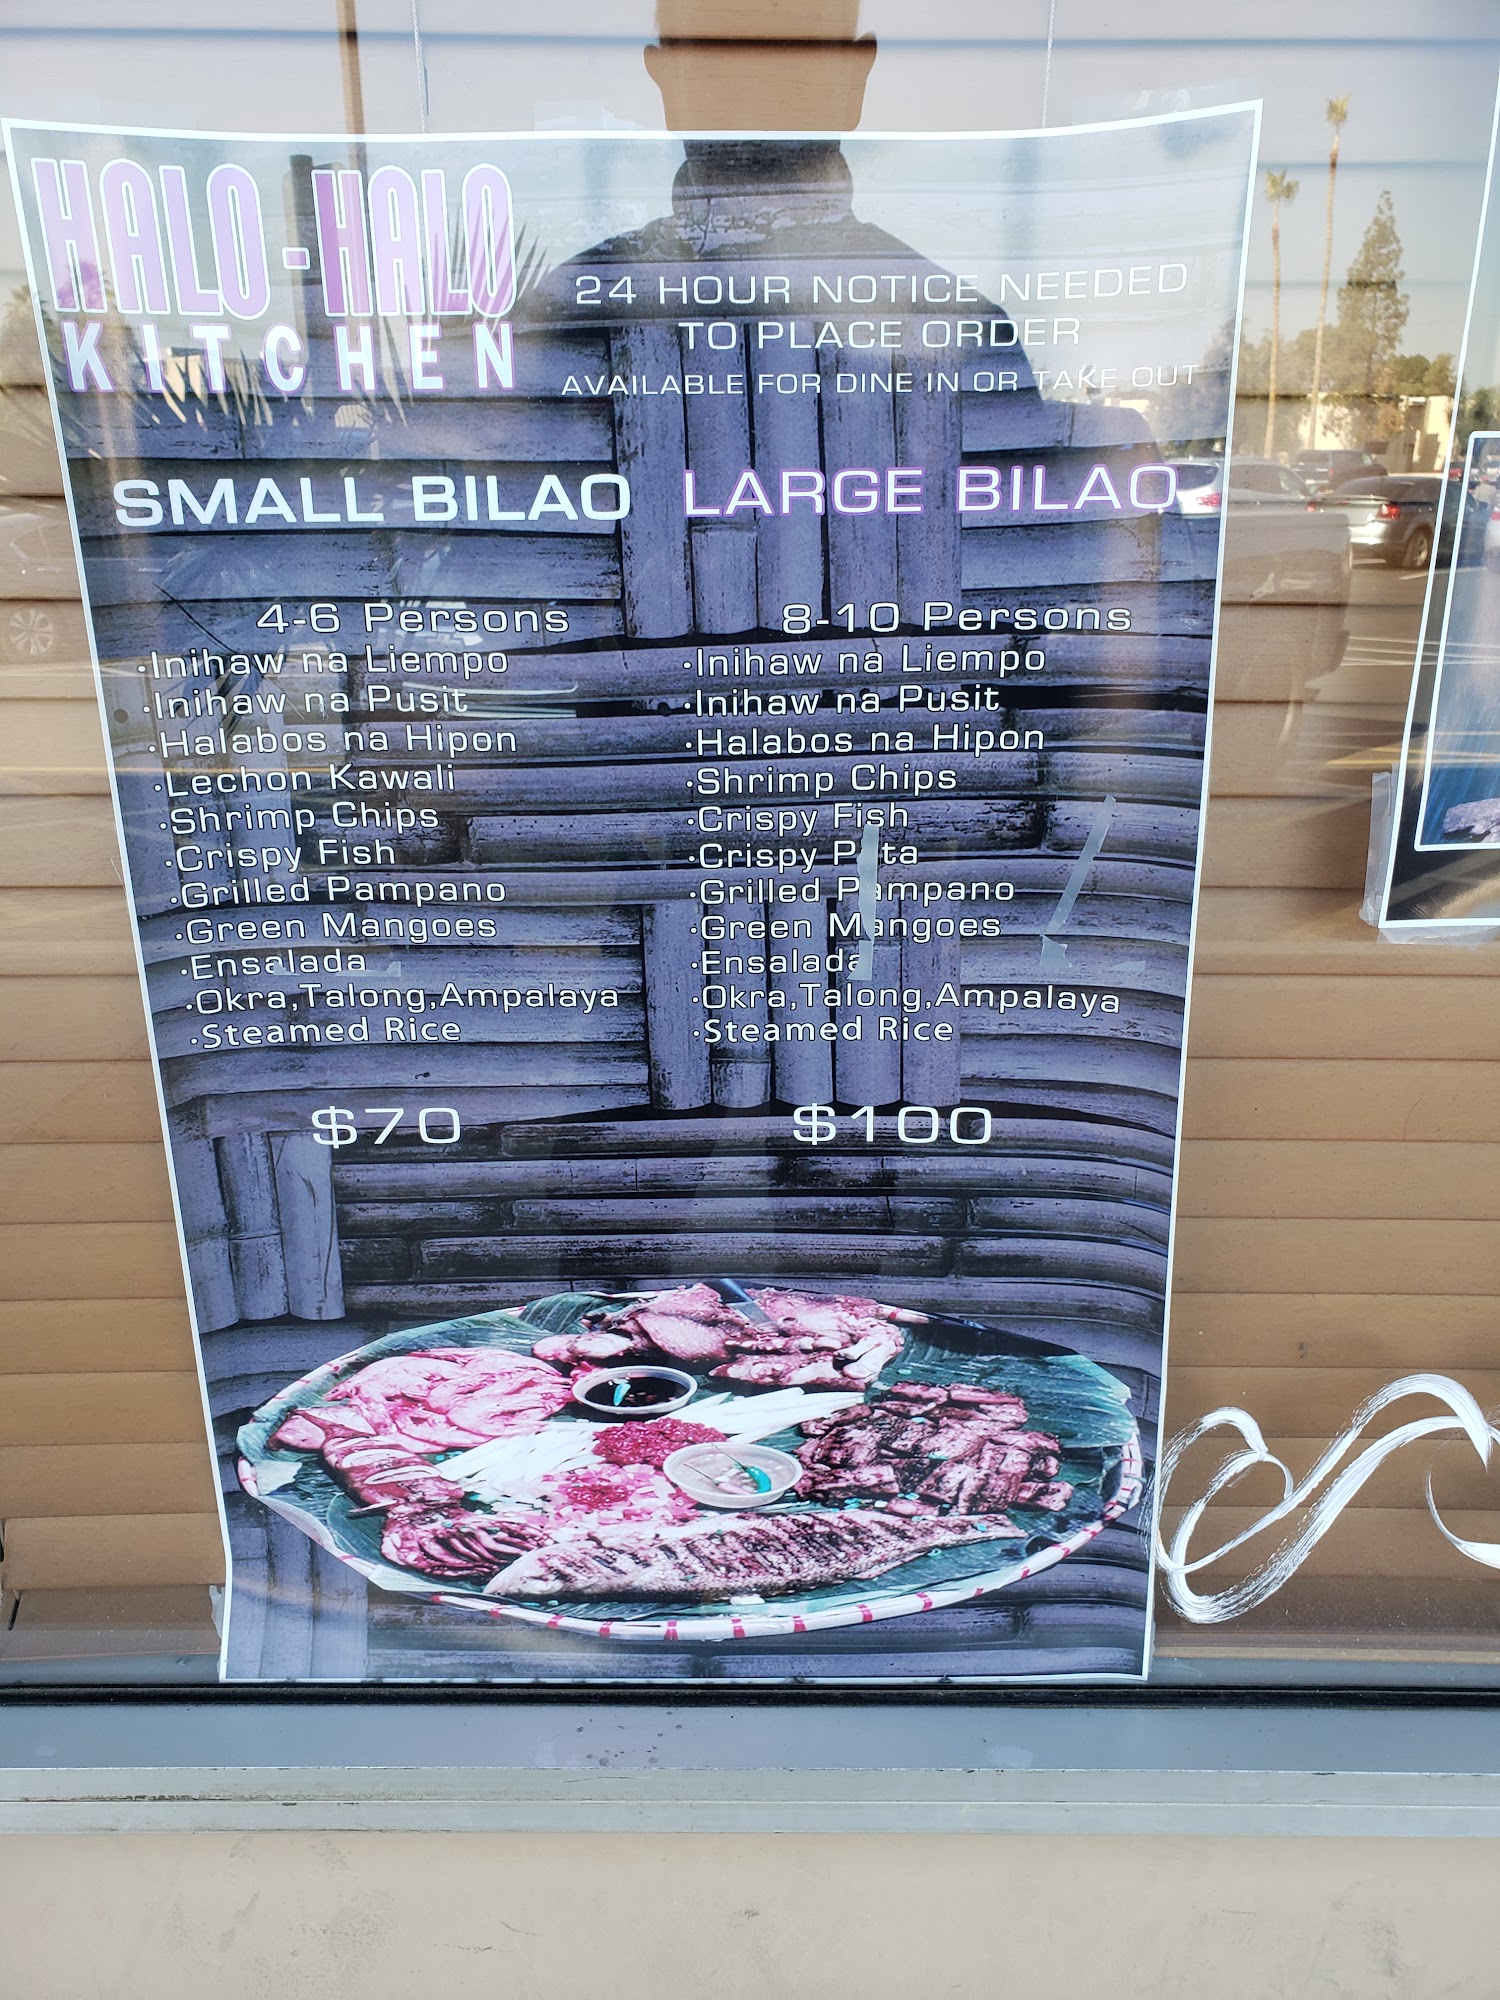 HALO-HALO
KITCHEN
24 HOUR NOTICE NEEDED
TO PLACE ORDER
AVAILABLE FOR DINE IN OR TAKE OUT
SMALL BILAO
4-6 Persons
·Inihaw na Liempo
·Inihaw na Pusit
·Halabos na Hipon
·Lechon Kawali
·Shrimp Chips
·Crispy Fish
·Grilled Pampano
·Green Mangoes
·Ensalada
·Okra,Talong,Ampalaya
·Steamed Rice
$70
LARGE BILAO
8-10 Persons
·Inihaw na Liempo
·Inihaw na Pusit
·Halabos na Hipon
·Shrimp Chips
·Crispy Fish
·Crispy Pata
·Grilled Pampano
·Green Mangoes
·Ensalada
·Okra,Talong,Ampalaya
·Steamed Rice
$100